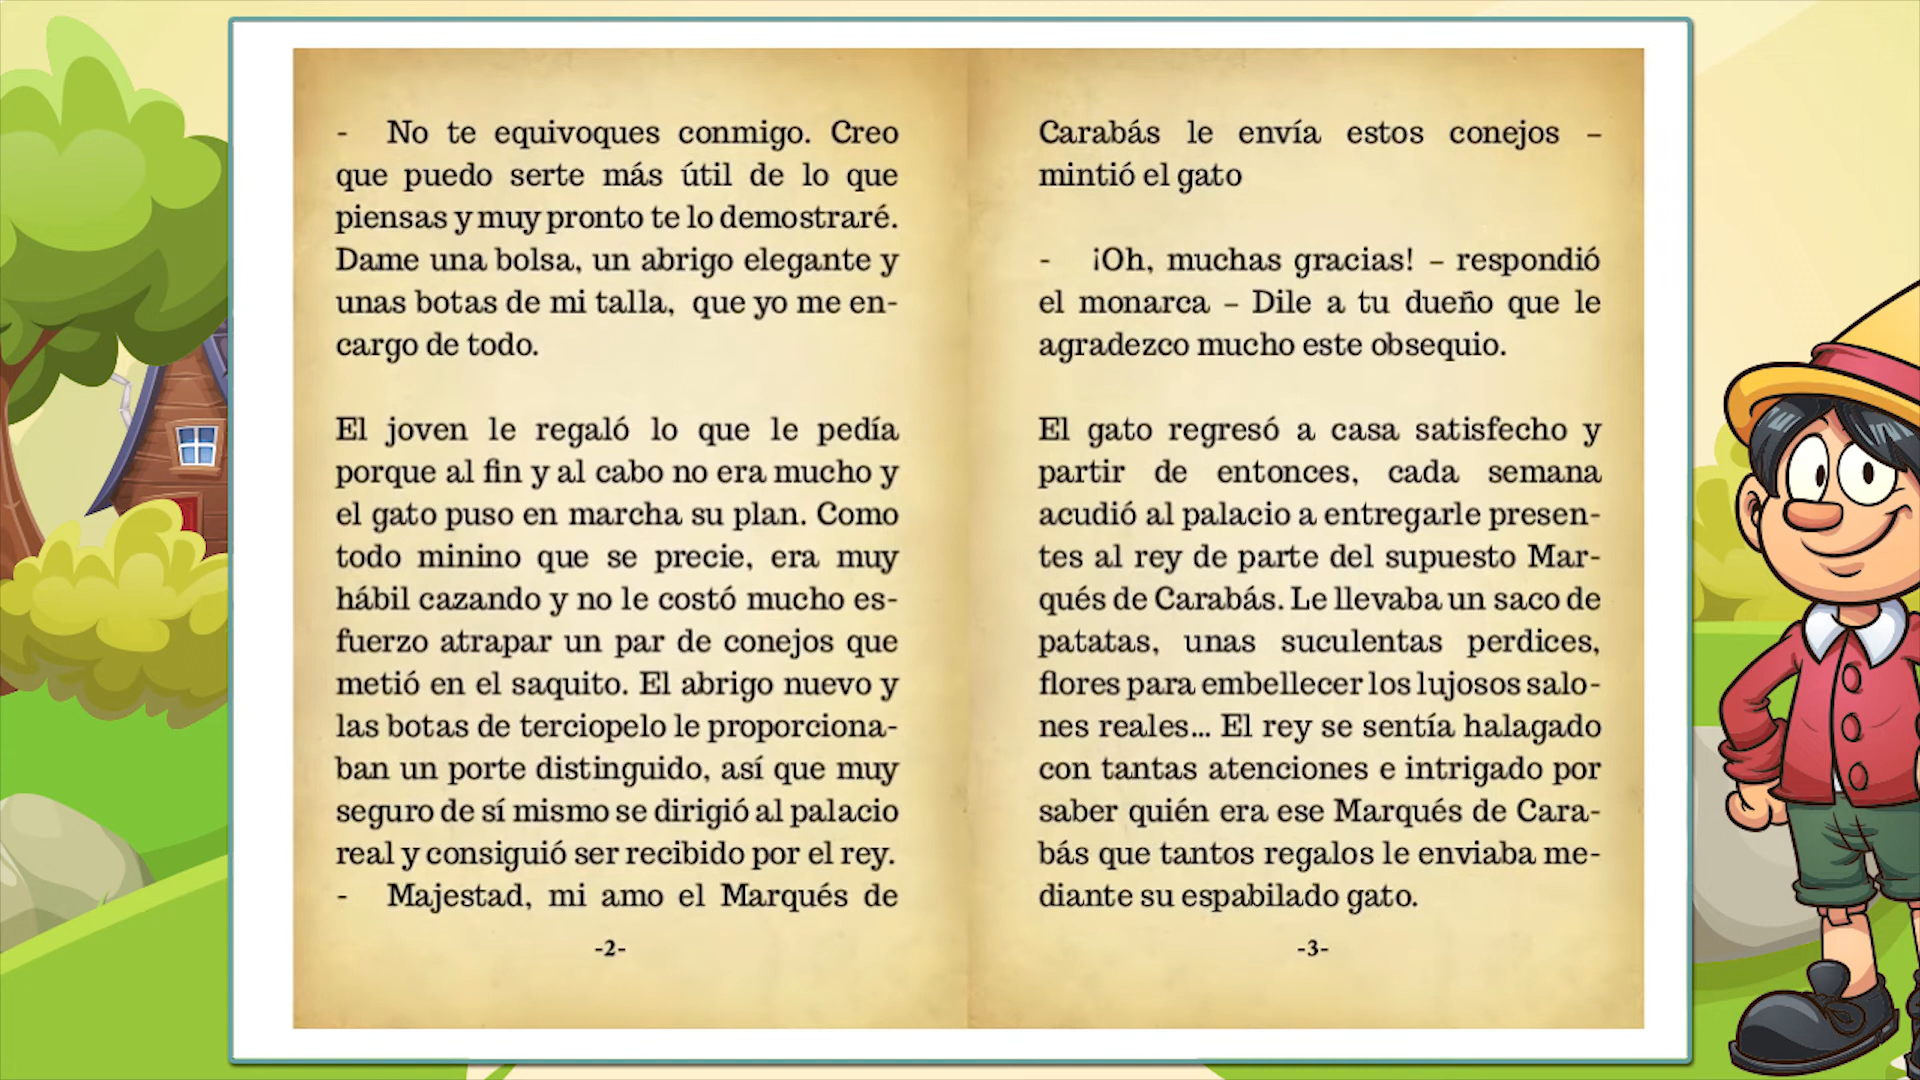 - No te equivoques conmigo. Creo
que puedo serte más útil de lo que
piensas y muy pronto te lo demostraré.
Dame una bolsa, un abrigo elegante y
unas botas de mi talla, que yo me en-
cargo de todo.
El joven le regaló lo que le pedía
porque al fin y al cabo no era mucho y
el gato puso en marcha su plan. Como
todo minino que se precie, era muy
hábil cazando y no le costó mucho es-
fuerzo atrapar un par de conejos que
metió en el saquito. El abrigo nuevo y
las botas de terciopelo le proporciona-
ban un porte distinguido, así que muy
seguro de sí mismo se dirigió al palacio
real y consiguió ser recibido por el rey.
- Majestad, mi amo el Marqués de
-2-
Carabás le envía estos conejos –
mintió el gato
- ¡Oh, muchas gracias! – respondió
el monarca – Dile a tu dueño que le
agradezco mucho este obsequio.
El gato regresó a casa satisfecho y
partir de entonces, cada semana
acudió al palacio a entregarle presen-
tes al rey de parte del supuesto Mar-
qués de Carabás. Le llevaba un saco de
patatas, unas suculentas perdices,
flores para embellecer los lujosos salo-
nes reales... El rey se sentía halagado
con tantas atenciones e intrigado por
saber quién era ese Marqués de Cara-
bás que tantos regalos le enviaba me-
diante su espabilado gato.
-3-